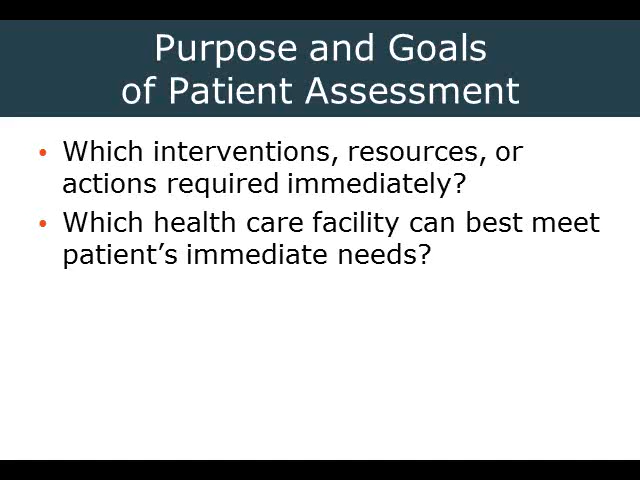 Purpose and Goals
of Patient Assessment
• Which interventions, resources, or
actions required immediately?
• Which health care facility can best meet
patient’s immediate needs?